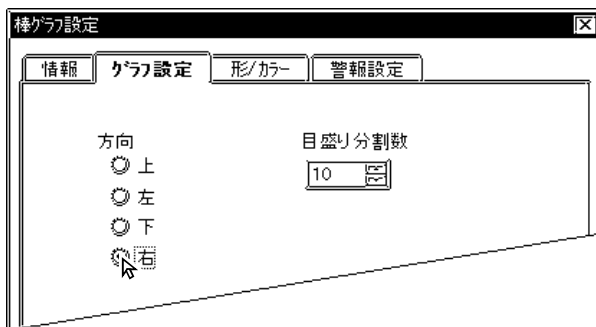 棒ｸﾞﾗﾌ設定
情報 ｸﾞﾗﾌ設定 形/ｶﾗｰ 警報設定
方向 目盛り分割数
上 10
左
下
右